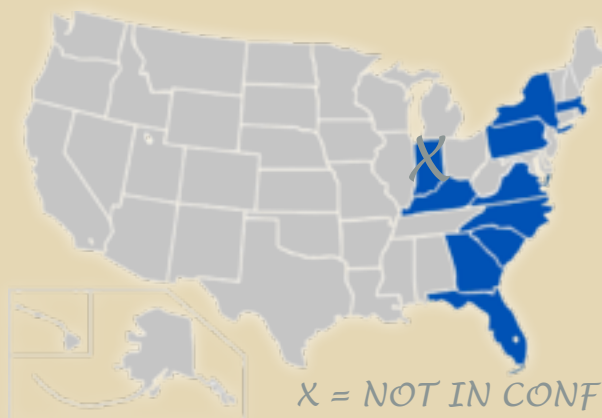 X
X = NOT IN CONF